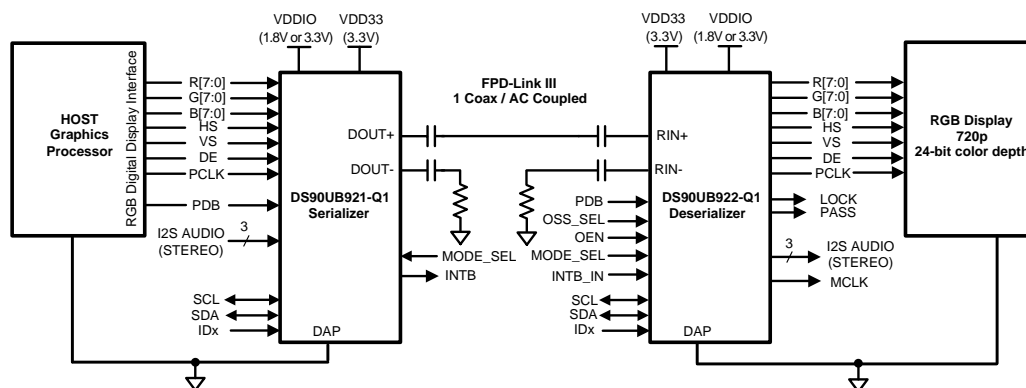 VDDIO
(1.8V or 3.3V)
VDD33
(3.3V)
VDD33
(3.3V)
VDDIO
(1.8V or 3.3V)
HOST
Graphics
Processor
RGB Digital Display Interface
R[7:0]
G[7:0]
B[7:0]
HS
VS
DE
PCLK
PDB
I2S AUDIO
(STEREO)
3
SCL
SDA
IDx
DOUT+
DOUT-
DS90UB921-Q1
Serializer
DAP
MODE_SEL
INTB
FPD-Link III
1 Coax / AC Coupled
PDB
OSS_SEL
OEN
MODE_SEL
INTB_IN
SCL
SDA
IDx
RIN+
RIN-
DS90UB922-Q1
Deserializer
DAP
R[7:0]
G[7:0]
B[7:0]
HS
VS
DE
PCLK
LOCK
PASS
3
I2S AUDIO
(STEREO)
MCLK
RGB Display
720p
24-bit color depth